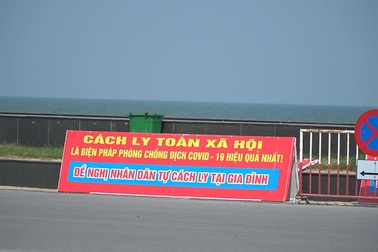 CÁCH LY TOÀN XÃ HỘI
LÀ BIỆN PHÁP PHÒNG CHỐNG DỊCH COVID - 19 HIỆU QUẢ NHẤT!
ĐỀ NGHỊ NHÂN DÂN TỰ CÁCH LY TẠI GIA ĐÌNH